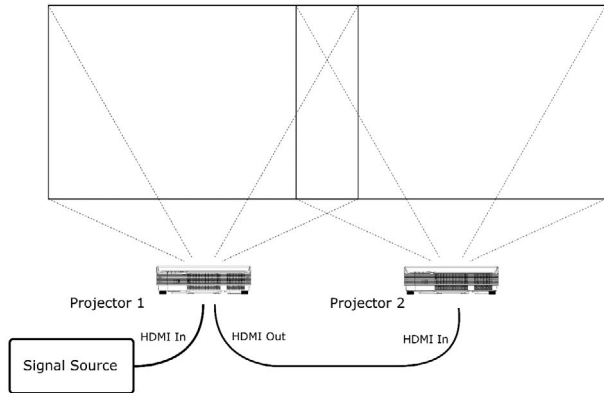 Projector 1
Projector 2
HDMI In
HDMI Out
HDMI In
Signal Source